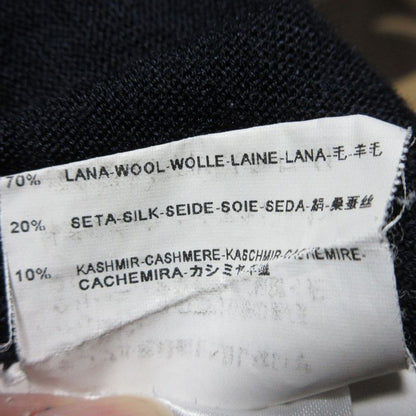 70% LANA-WOOL-WOLLE-LAINE-LANA-毛-羊毛
20% SETA-SILK-SEIDE-SOIE-SEDA-絹-桑蚕丝
10% KASHMIR-CASHMERE-KASCHMIR-CACHEMIRE-
CACHEMIRA-カシミヤ